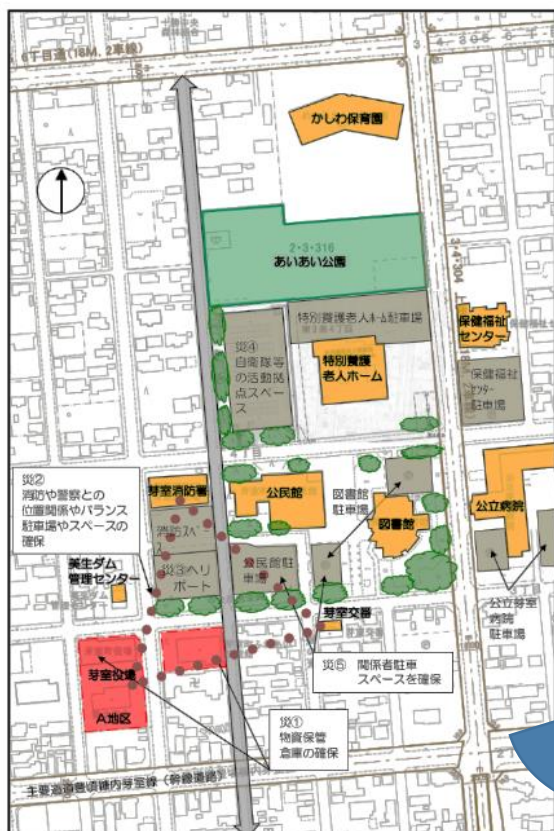 6丁目通(16M, 2車線)
3・4・305
かしわ保育園
2・3・316
あいあい公園
3・4・304
特別養護老人ホーム駐車場
保健福祉
センター
災④
自衛隊等
の活動拠
点スペー
ス
特別養護
老人ホーム
保健福祉
センター
駐車場
災②
消防や警察との
位置関係やバランス
駐車場やスペースの
確保
芽室消防署
公民館
図書館
駐車場
図書館
公立病院
美生ダム
管理センター
災③ヘリ
ポート
公民館駐
車場
芽室交番
公立芽室
病院
駐車場
災⑤ 関係者駐車
スペースを確保
芽室役場
A地区
災①
物資保管
倉庫の確保